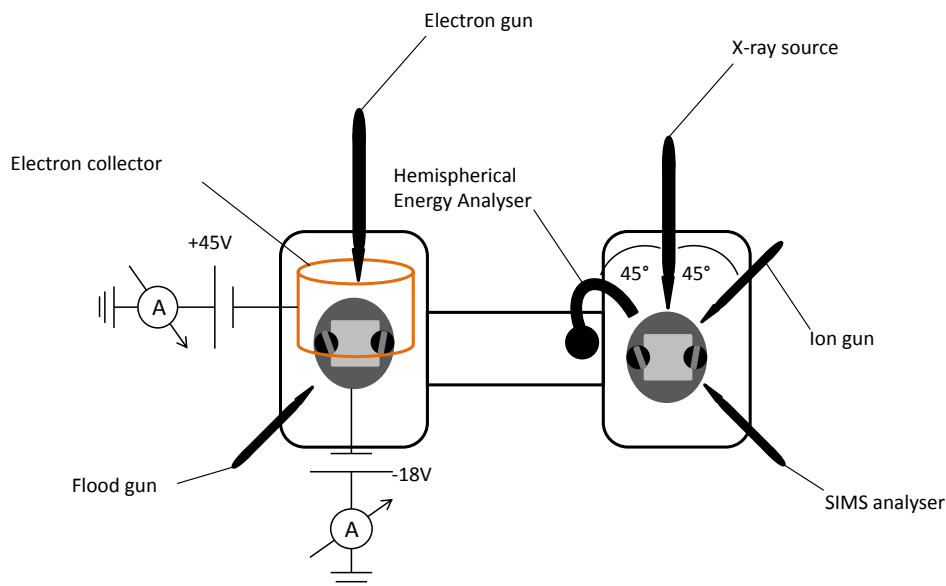 Electron gun
X-ray source
Electron collector
Hemispherical
Energy Analyser
+45V
45°
45°
A
Ion gun
-18V
Flood gun
SIMS analyser
A